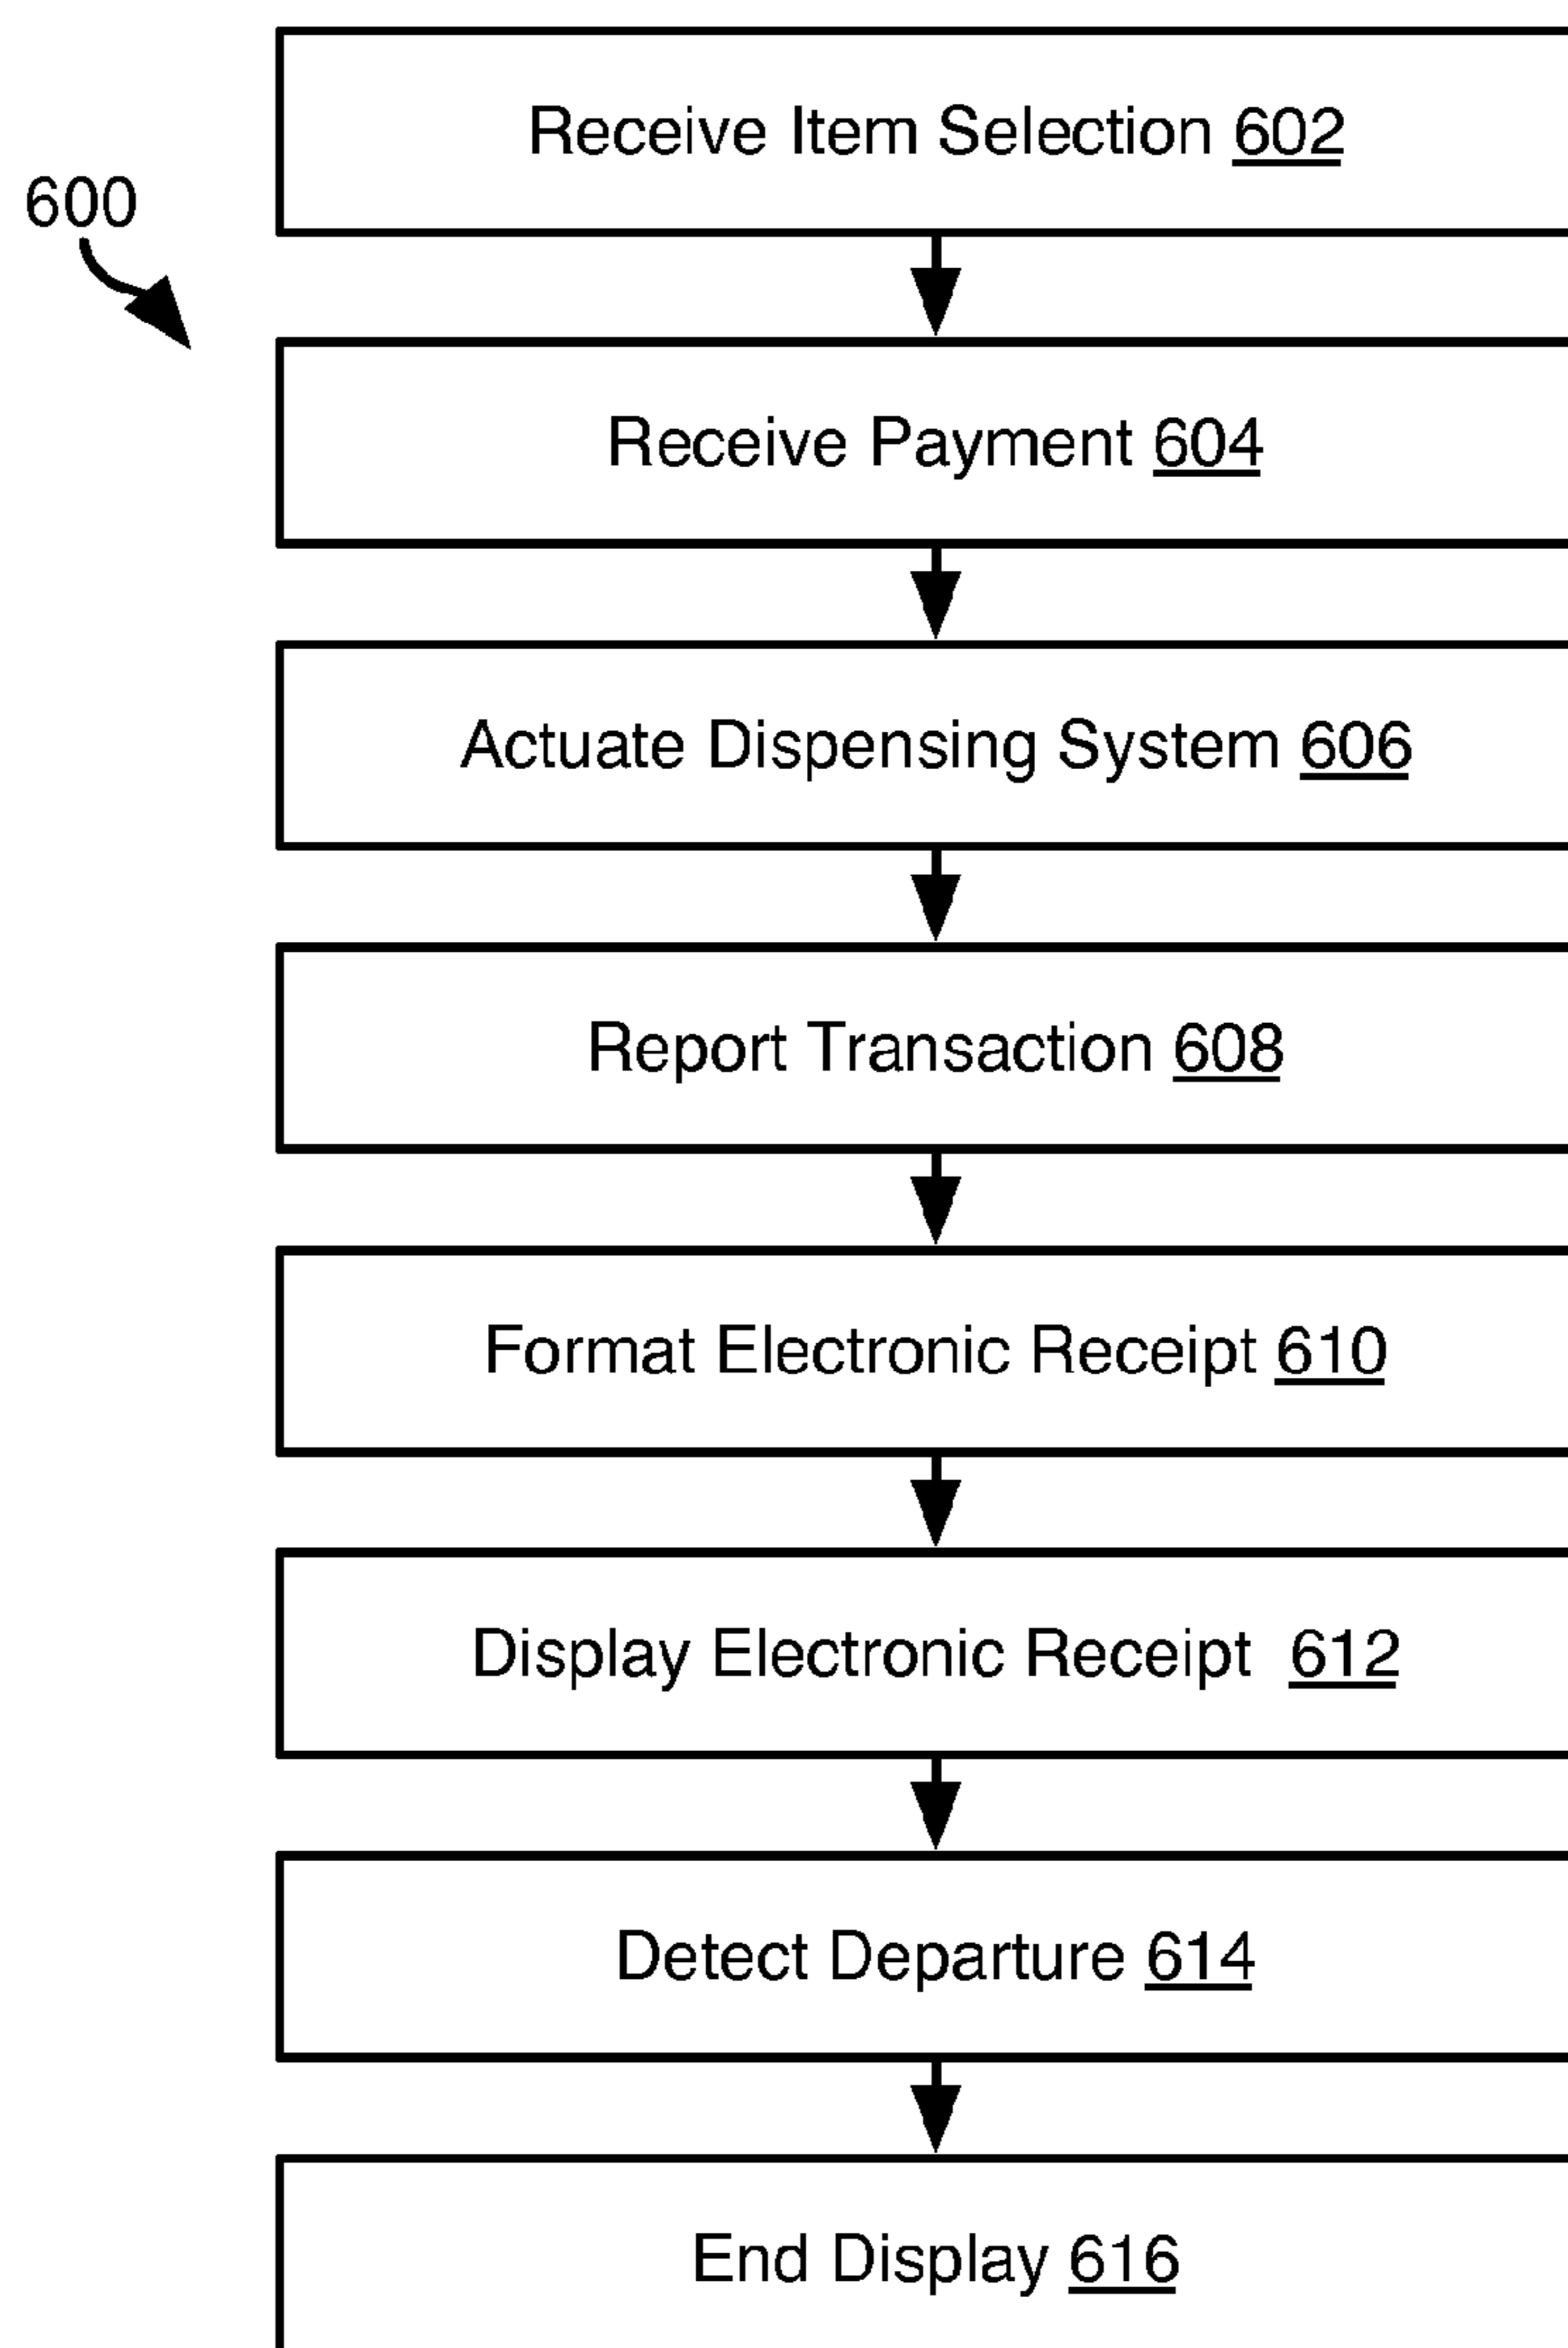 Receive Item Selection 602
600
Receive Payment 604
Actuate Dispensing System 606
Report Transaction 608
Format Electronic Receipt 610
Display Electronic Receipt 612
Detect Departure 614
End Display 616